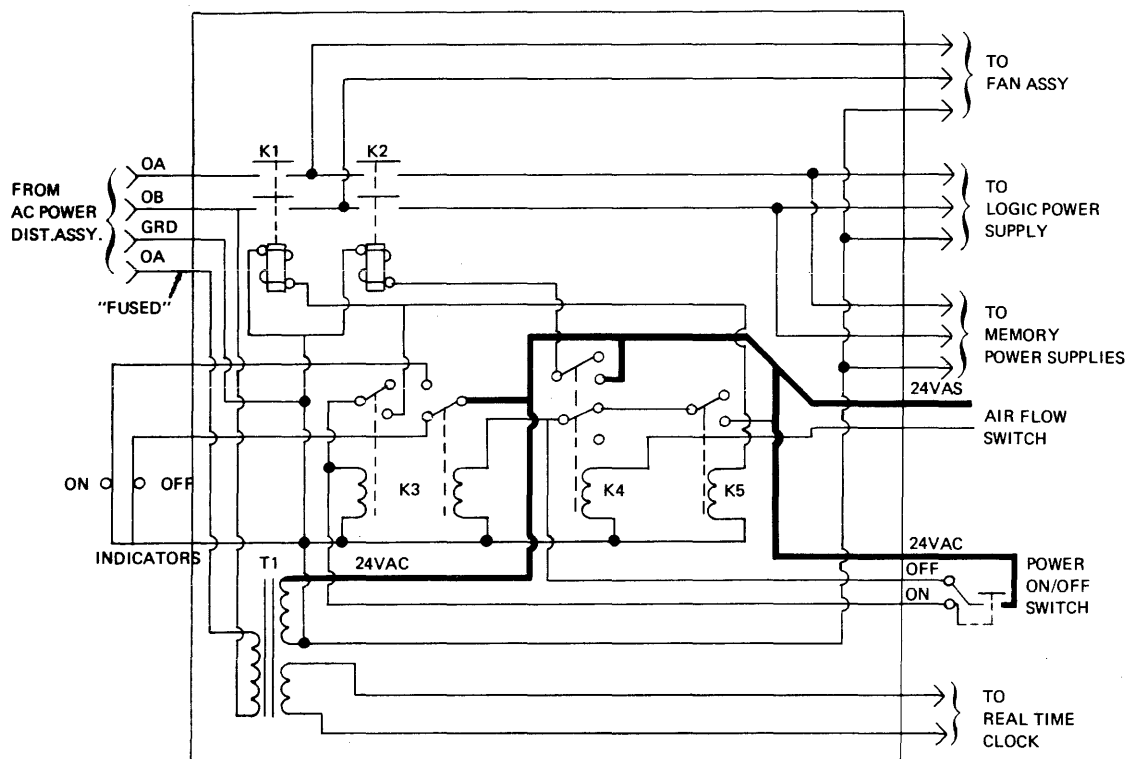 TO
FAN ASSY
K1
K2
OA
FROM
AC POWER
DIST. ASSY.
OB
GRD
OA
"FUSED"
TO
LOGIC POWER
SUPPLY
TO
MEMORY
POWER SUPPLIES
24VAS
AIR FLOW
SWITCH
ON
OFF
K3
K4
K5
INDICATORS
T1
24VAC
24VAC
OFF
ON
POWER
ON/OFF
SWITCH
TO
REAL TIME
CLOCK